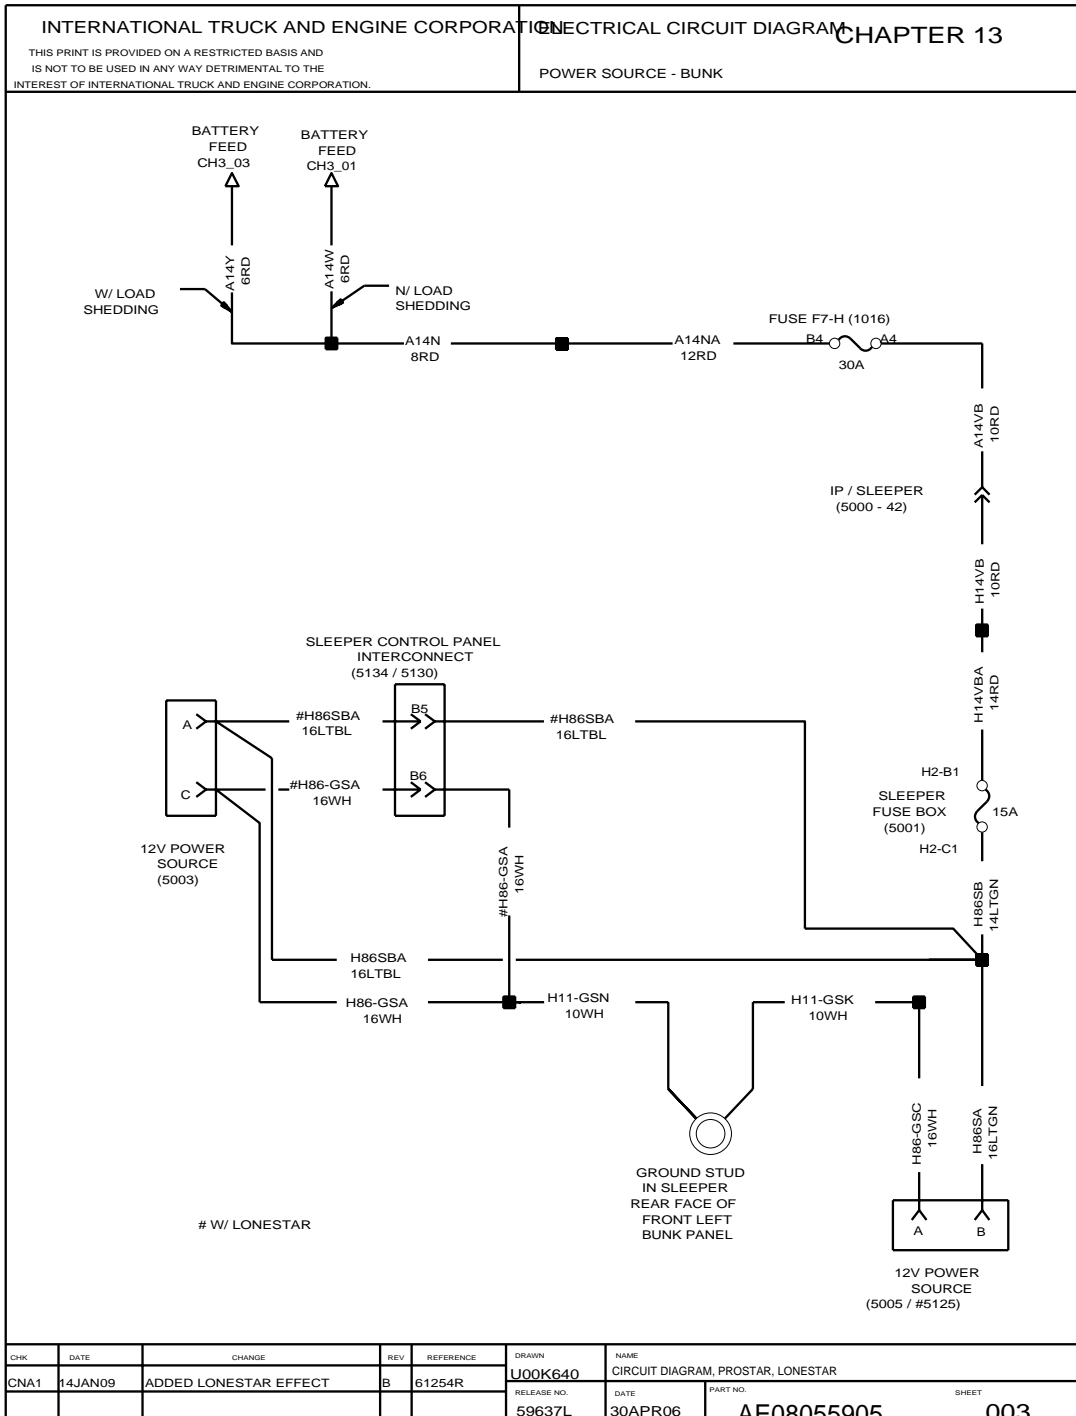 INTERNATIONAL TRUCK AND ENGINE CORPORATION
THIS PRINT IS PROVIDED ON A RESTRICTED BASIS AND
IS NOT TO BE USED IN ANY WAY DETRIMENTAL TO THE
INTEREST OF INTERNATIONAL TRUCK AND ENGINE CORPORATION.
ELECTRICAL CIRCUIT DIAGRAM
CHAPTER 13
POWER SOURCE - BUNK
BATTERY
FEED
CH3_03
BATTERY
FEED
CH3_01
A14Y
6RD
A14W
6RD
W/ LOAD
SHEDDING
N/ LOAD
SHEDDING
A14N
8RD
A14NA
12RD
FUSE F7-H (1016)
B4
A4
30A
A14VB
10RD
IP / SLEEPER
(5000 - 42)
H14VB
10RD
H14VBA
14RD
SLEEPER CONTROL PANEL
INTERCONNECT
(5134 / 5130)
A
#H86SBA
16LTBL
B5
#H86SBA
16LTBL
C
#H86-GSA
16WH
B6
12V POWER
SOURCE
(5003)
H2-B1
SLEEPER
FUSE BOX
(5001)
15A
H2-C1
#H86-GSA
16WH
H86SB
14LTGN
H86SBA
16LTBL
H86-GSA
16WH
H11-GSN
10WH
H11-GSK
10WH
H86-GSC
16WH
H86SA
16LTGN
GROUND STUD
IN SLEEPER
REAR FACE OF
FRONT LEFT
BUNK PANEL
# W/ LONESTAR
A
B
12V POWER
SOURCE
(5005 / #5125)
CHK
DATE
CHANGE
REV
REFERENCE
CNA1
14JAN09
ADDED LONESTAR EFFECT
B
61254R
DRAWN
U00K640
NAME
CIRCUIT DIAGRAM, PROSTAR, LONESTAR
RELEASE NO.
59637L
DATE
30APR06
PART NO.
AE08055905
SHEET
003